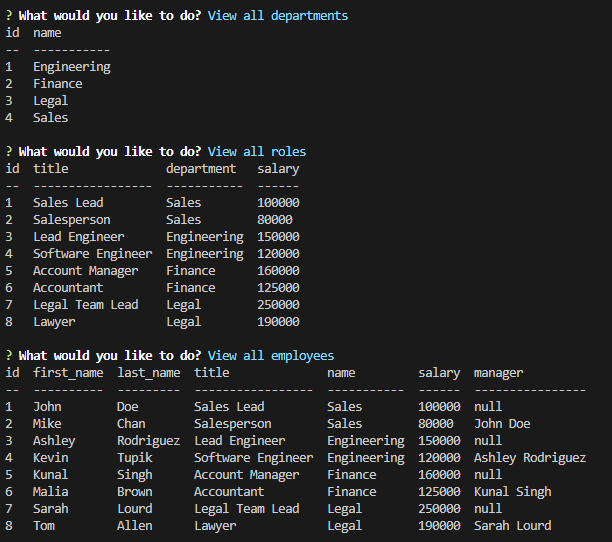 ? What would you like to do? View all departments
id  name
--  -----------
1   Engineering
2   Finance
3   Legal
4   Sales

? What would you like to do? View all roles
id  title              department   salary
--  -----------------  -----------  ------
1   Sales Lead         Sales        100000
2   Salesperson        Sales        80000
3   Lead Engineer      Engineering  150000
4   Software Engineer  Engineering  120000
5   Account Manager    Finance      160000
6   Accountant         Finance      125000
7   Legal Team Lead    Legal        250000
8   Lawyer             Legal        190000

? What would you like to do? View all employees
id  first_name  last_name  title              name         salary  manager
--  ----------  ---------  -----------------  -----------  ------  ----------------
1   John        Doe        Sales Lead         Sales        100000  null
2   Mike        Chan       Salesperson        Sales        80000   John Doe
3   Ashley      Rodriguez  Lead Engineer      Engineering  150000  null
4   Kevin       Tupik      Software Engineer  Engineering  120000  Ashley Rodriguez
5   Kunal       Singh      Account Manager    Finance      160000  null
6   Malia       Brown      Accountant         Finance      125000  Kunal Singh
7   Sarah       Lourd      Legal Team Lead    Legal        250000  null
8   Tom         Allen      Lawyer             Legal        190000  Sarah Lourd